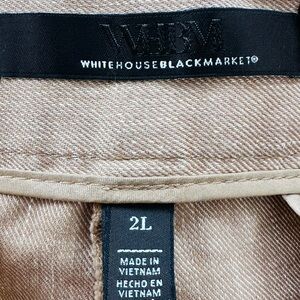 WHBM
WHITEHOUSEBLACKMARKET®
2L
MADE IN
VIETNAM
HECHO EN
VIETNAM